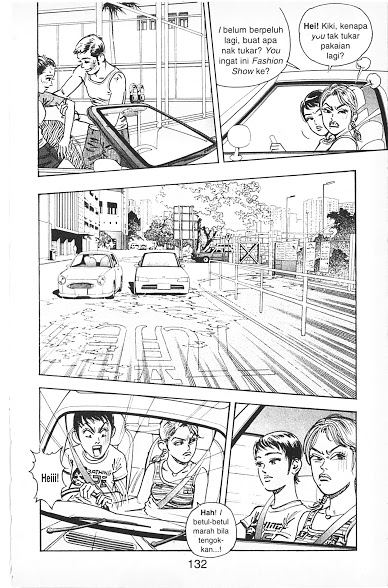 Hei! Kiki, kenapa
you tak tukar
pakaian
lagi?
I belum berpeluh
lagi, buat apa
nak tukar? You
ingat ini Fashion
Show ke?
Heiii!
Hah! I
betul-betul
marah bila
tengok-
kan...!
132